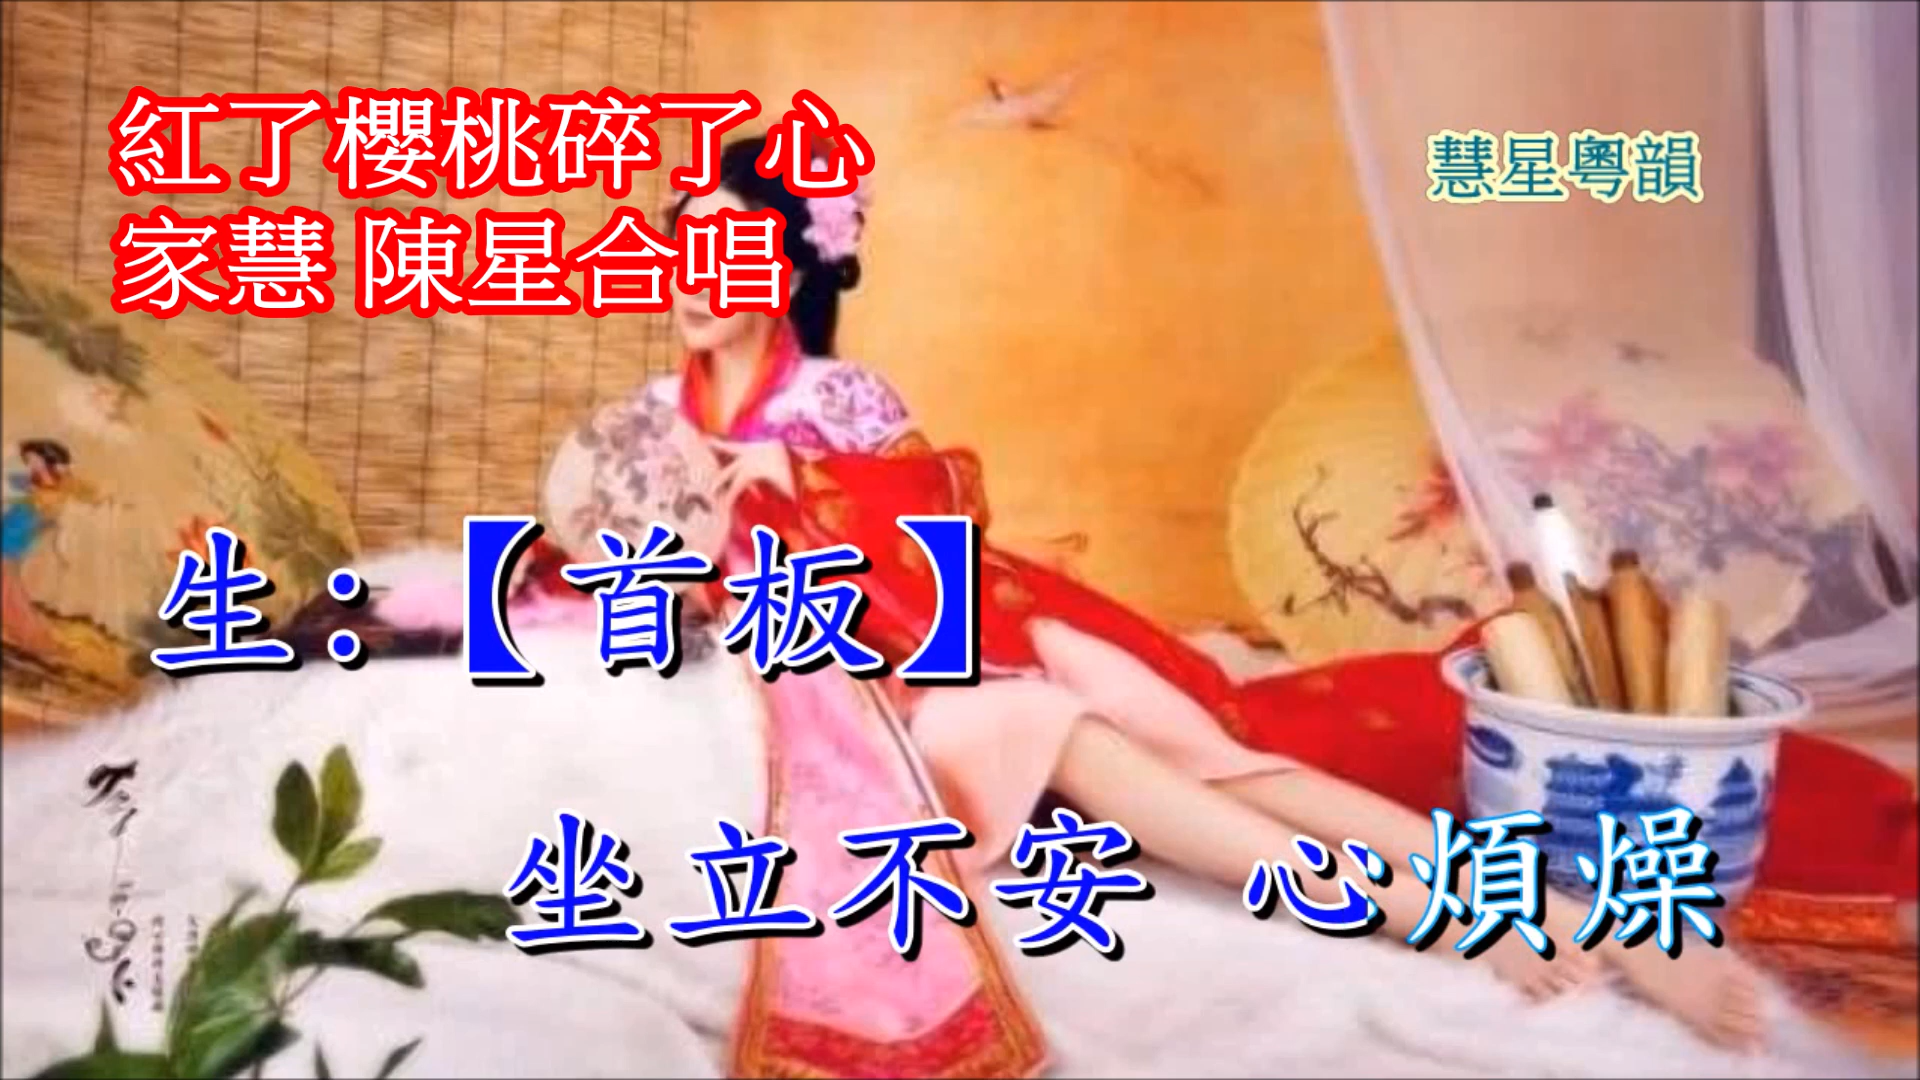 紅了櫻桃碎了心
家慧 陳星合唱
慧星粵韻
生:【首板】
坐立不安 心煩燥